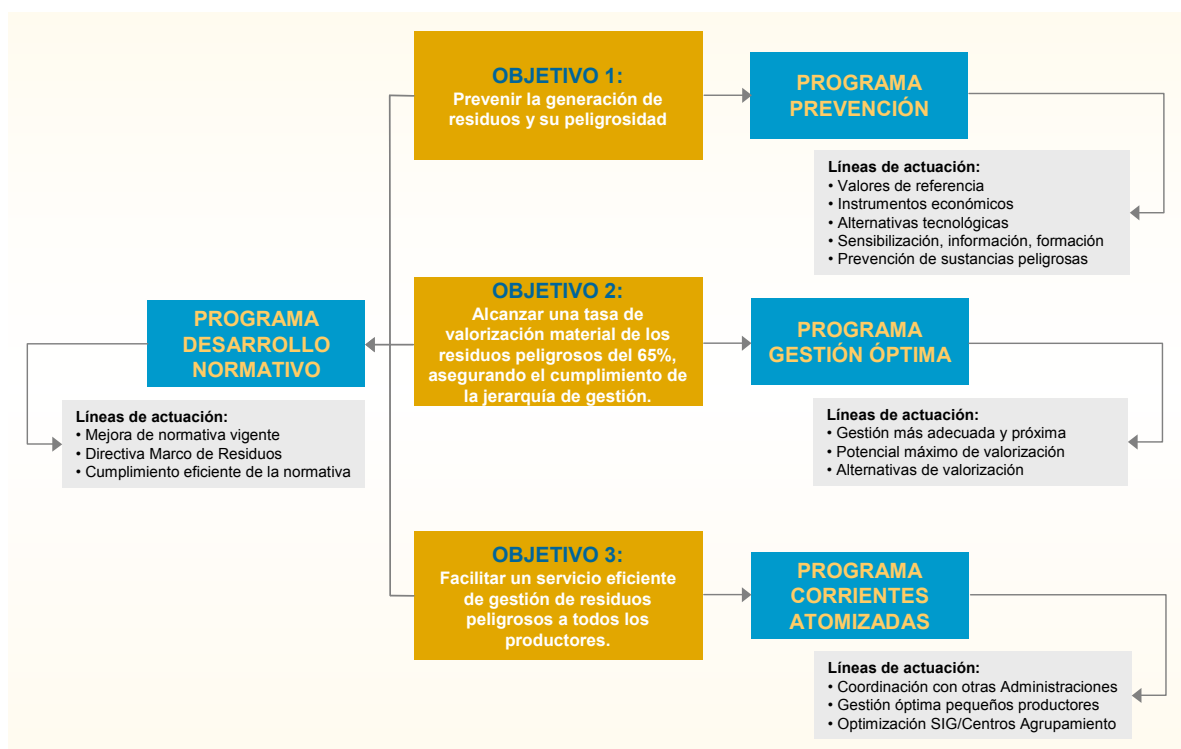 OBJETIVO 1:
Prevenir la generación de
residuos y su peligrosidad
PROGRAMA
PREVENCIÓN
Líneas de actuación:
• Valores de referencia
• Instrumentos económicos
• Alternativas tecnológicas
• Sensibilización, información, formación
• Prevención de sustancias peligrosas
PROGRAMA
DESARROLLO
NORMATIVO
Líneas de actuación:
• Mejora de normativa vigente
• Directiva Marco de Residuos
• Cumplimiento eficiente de la normativa
OBJETIVO 2:
Alcanzar una tasa de
valorización material de los
residuos peligrosos del 65%,
asegurando el cumplimiento de
la jerarquía de gestión.
PROGRAMA
GESTIÓN ÓPTIMA
Líneas de actuación:
• Gestión más adecuada y próxima
• Potencial máximo de valorización
• Alternativas de valorización
OBJETIVO 3:
Facilitar un servicio eficiente
de gestión de residuos
peligrosos a todos los
productores.
PROGRAMA
CORRIENTES
ATOMIZADAS
Líneas de actuación:
• Coordinación con otras Administraciones
• Gestión óptima pequeños productores
• Optimización SIG/Centros Agrupamiento